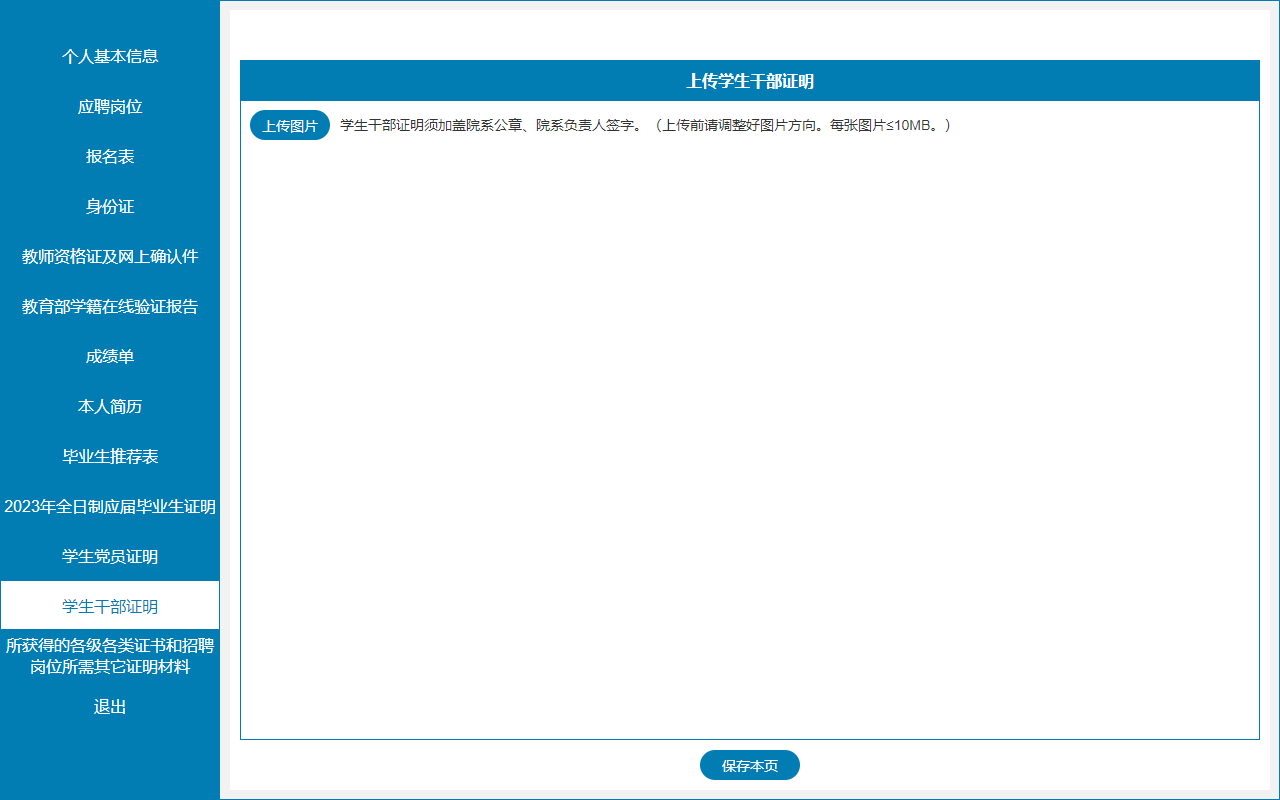 个人基本信息
应聘岗位
报名表
身份证
教师资格证及网上确认件
教育部学籍在线验证报告
成绩单
本人简历
毕业生推荐表
2023年全日制应届毕业生证明
学生党员证明
学生干部证明
所获得的各级各类证书和招聘
岗位所需其它证明材料
退出
上传学生干部证明
上传图片 学生干部证明须加盖院系公章、院系负责人签字。（上传前请调整好图片方向。每张图片≤10MB。）
保存本页